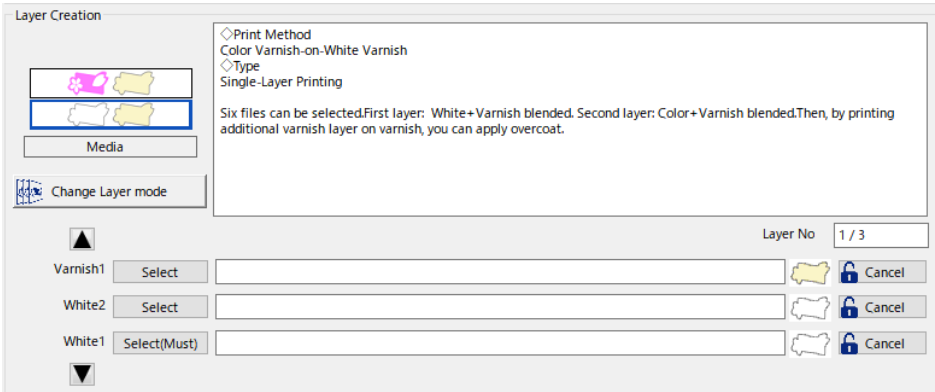 Layer Creation
◇Print Method
Color Varnish-on-White Varnish
◇Type
Single-Layer Printing
Six files can be selected.First layer:  White+Varnish blended. Second layer: Color+Varnish blended.Then, by printing
additional varnish layer on varnish, you can apply overcoat.
Media
Change Layer mode
Layer No 1 / 3
Varnish1 Select Cancel
White2 Select Cancel
White1 Select(Must) Cancel